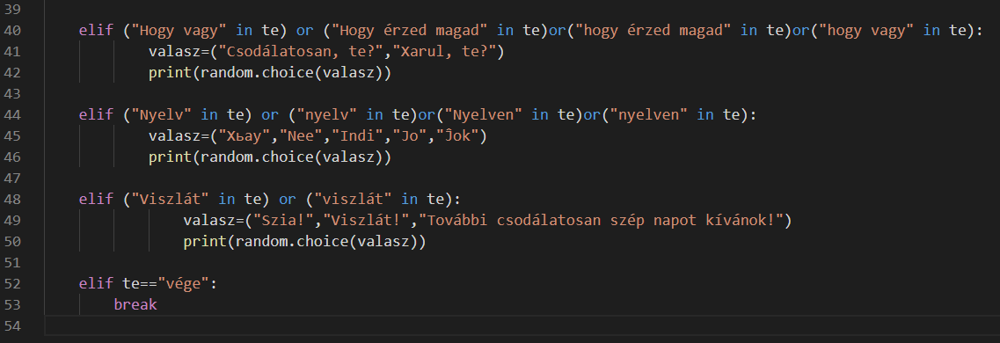 39
40 elif ("Hogy vagy" in te) or ("Hogy érzed magad" in te)or("hogy érzed magad" in te)or("hogy vagy" in te):
41 valasz=("Csodálatosan, te?","Xarul, te?")
42 print(random.choice(valasz))
43
44 elif ("Nyelv" in te) or ("nyelv" in te)or("Nyelven" in te)or("nyelven" in te):
45 valasz=("Xьay","Nee","Indi","Jo","Ĵok")
46 print(random.choice(valasz))
47
48 elif ("Viszlát" in te) or ("viszlát" in te):
49 valasz=("Szia!","Viszlát!","További csodálatosan szép napot kívánok!")
50 print(random.choice(valasz))
51
52 elif te=="vége":
53 break
54